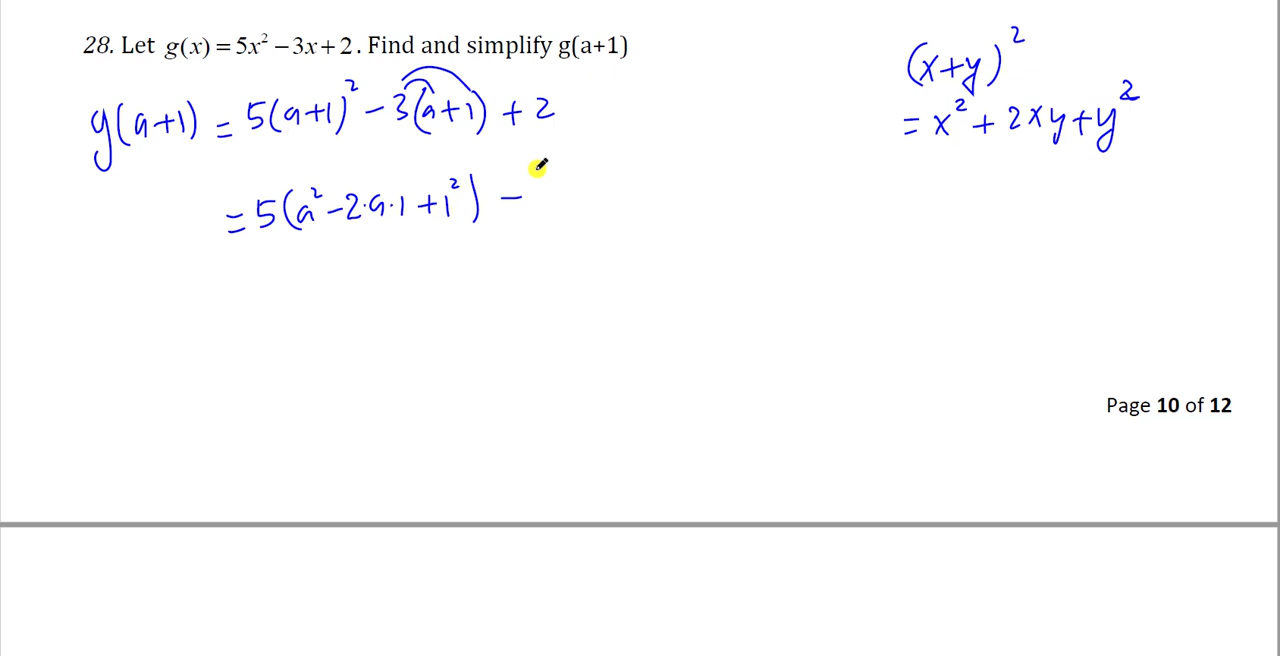 28. Let g(x) = 5x² − 3x + 2. Find and simplify g(a+1)
(x+y)²
g(a+1) = 5(a+1)² − 3(a+1) + 2
= x² + 2xy + y²
= 5(a² − 2·a·1 + 1²) −
Page 10 of 12